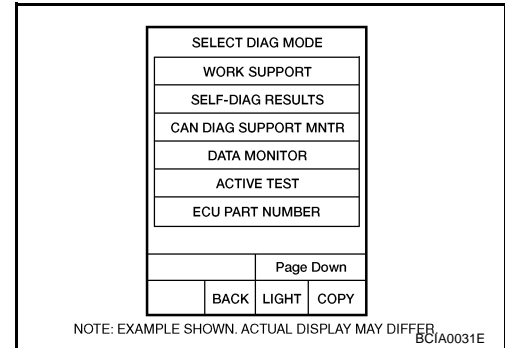 SELECT DIAG MODE
WORK SUPPORT
SELF-DIAG RESULTS
CAN DIAG SUPPORT MNTR
DATA MONITOR
ACTIVE TEST
ECU PART NUMBER
Page Down
BACK LIGHT COPY
NOTE: EXAMPLE SHOWN. ACTUAL DISPLAY MAY DIFFER.
BCIA0031E